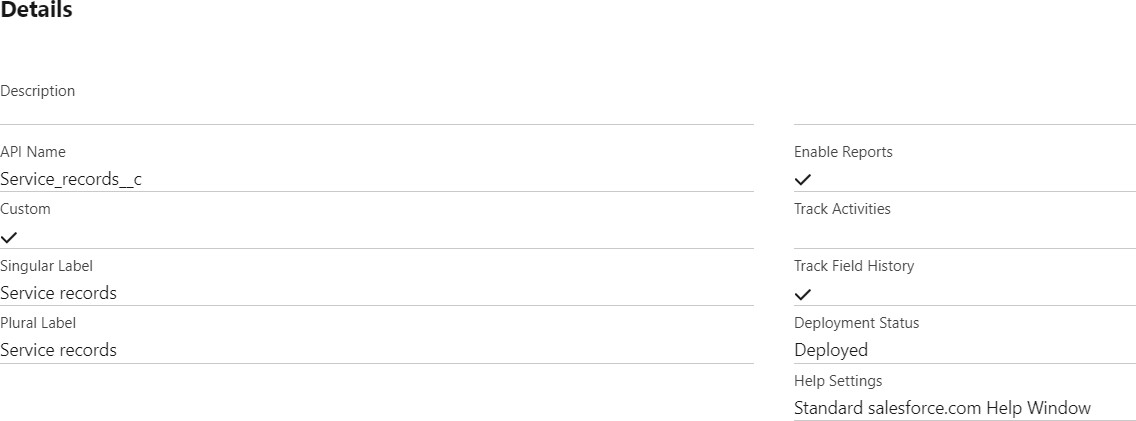 Details
Description
API Name
Service_records__c
Custom
Singular Label
Service records
Plural Label
Service records
Enable Reports
Track Activities
Track Field History
Deployment Status
Deployed
Help Settings
Standard salesforce.com Help Window